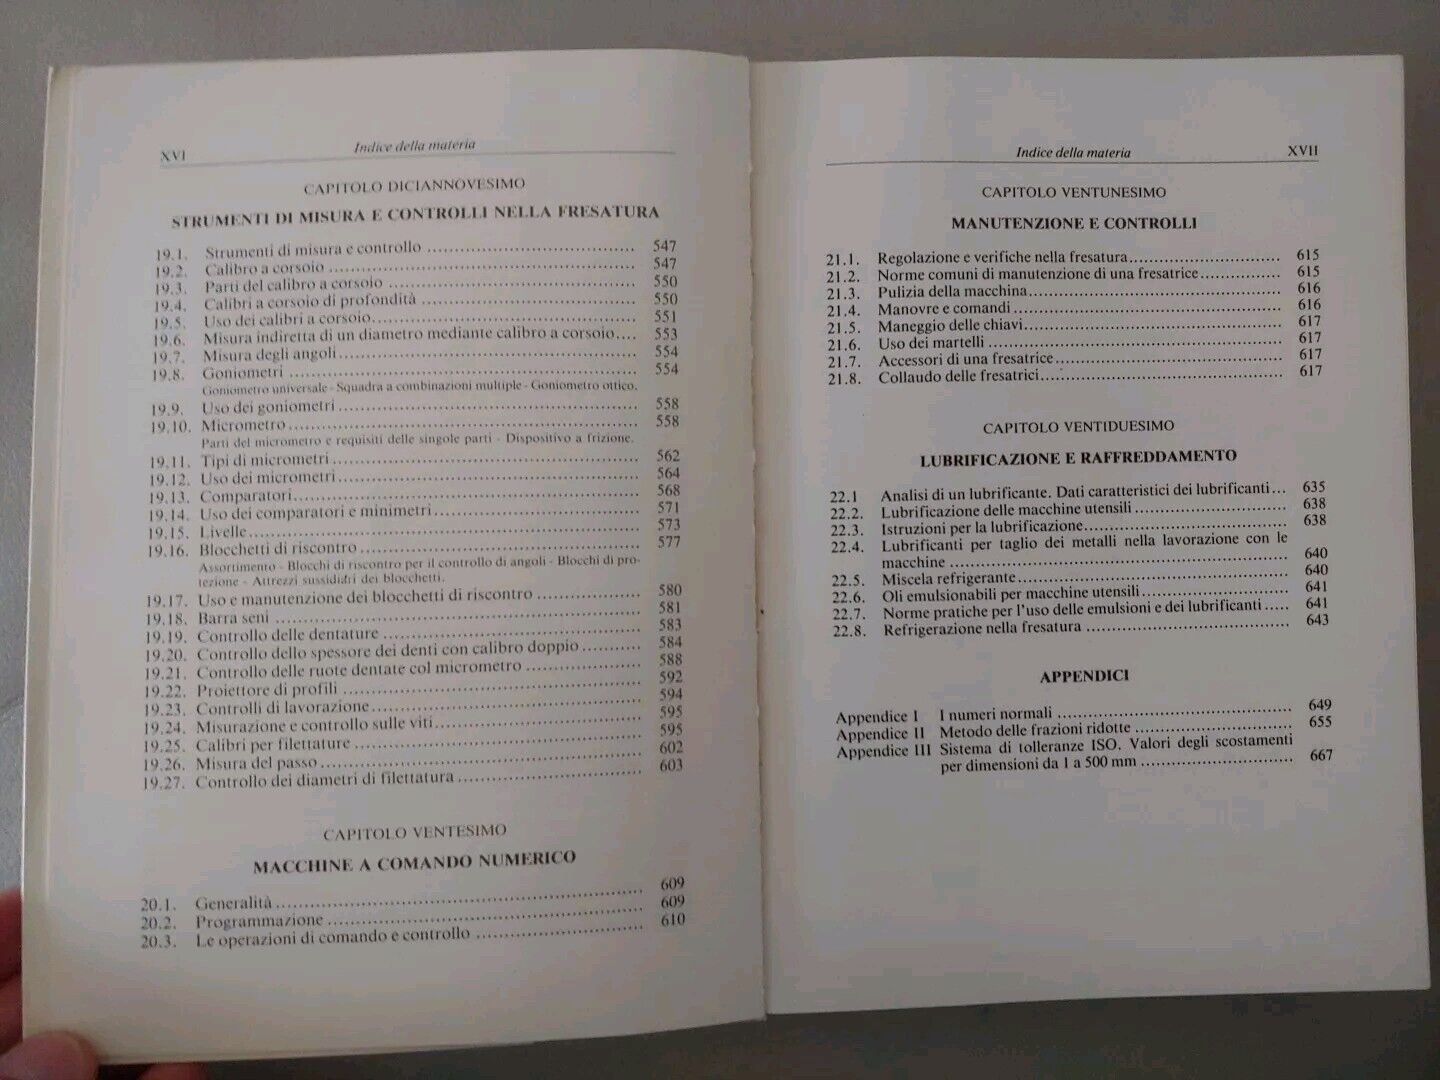 XVI Indice della materia
CAPITOLO DICIANNOVESIMO
STRUMENTI DI MISURA E CONTROLLI NELLA FRESATURA
19.1. Strumenti di misura e controllo ........ 547
19.2. Calibro a corsoio ........ 547
19.3. Parti del calibro a corsoio ........ 550
19.4. Calibri a corsoio di profondità ........ 550
19.5. Uso dei calibri a corsoio ........ 551
19.6. Misura indiretta di un diametro mediante calibro a corsoio .... 553
19.7. Misura degli angoli ........ 554
19.8. Goniometri ........ 554
Goniometro universale - Squadra a combinazioni multiple - Goniometro ottico.
19.9. Uso dei goniometri ........ 558
19.10. Micrometro ........ 558
Parti del micrometro e requisiti delle singole parti - Dispositivo a frizione.
19.11. Tipi di micrometri ........ 562
19.12. Uso dei micrometri ........ 564
19.13. Comparatori ........ 568
19.14. Uso dei comparatori e minimetri ........ 571
19.15. Livelle ........ 573
19.16. Blocchetti di riscontro ........ 577
Assortimento - Blocchi di riscontro per il controllo di angoli - Blocchi di pro-
tezione - Attrezzi sussididri dei blocchetti.
19.17. Uso e manutenzione dei blocchetti di riscontro ........ 580
19.18. Barra seni ........ 581
19.19. Controllo delle dentature ........ 583
19.20. Controllo dello spessore dei denti con calibro doppio ........ 584
19.21. Controllo delle ruote dentate col micrometro ........ 588
19.22. Proiettore di profili ........ 592
19.23. Controlli di lavorazione ........ 594
19.24. Misurazione e controllo sulle viti ........ 595
19.25. Calibri per filettature ........ 595
19.26. Misura del passo ........ 602
19.27. Controllo dei diametri di filettatura ........ 603
CAPITOLO VENTESIMO
MACCHINE A COMANDO NUMERICO
20.1. Generalità ........ 609
20.2. Programmazione ........ 609
20.3. Le operazioni di comando e controllo ........ 610
Indice della materia XVII
CAPITOLO VENTUNESIMO
MANUTENZIONE E CONTROLLI
21.1. Regolazione e verifiche nella fresatura ........ 615
21.2. Norme comuni di manutenzione di una fresatrice ........ 615
21.3. Pulizia della macchina ........ 616
21.4. Manovre e comandi ........ 616
21.5. Maneggio delle chiavi ........ 617
21.6. Uso dei martelli ........ 617
21.7. Accessori di una fresatrice ........ 617
21.8. Collaudo delle fresatrici ........ 617
CAPITOLO VENTIDUESIMO
LUBRIFICAZIONE E RAFFREDDAMENTO
22.1 Analisi di un lubrificante. Dati caratteristici dei lubrificanti ... 635
22.2. Lubrificazione delle macchine utensili ........ 638
22.3. Istruzioni per la lubrificazione ........ 638
22.4. Lubrificanti per taglio dei metalli nella lavorazione con le
macchine ........ 640
22.5. Miscela refrigerante ........ 640
22.6. Oli emulsionabili per macchine utensili ........ 641
22.7. Norme pratiche per l'uso delle emulsioni e dei lubrificanti ..... 641
22.8. Refrigerazione nella fresatura ........ 643
APPENDICI
Appendice I I numeri normali ........ 649
Appendice II Metodo delle frazioni ridotte ........ 655
Appendice III Sistema di tolleranze ISO. Valori degli scostamenti
per dimensioni da 1 a 500 mm ........ 667